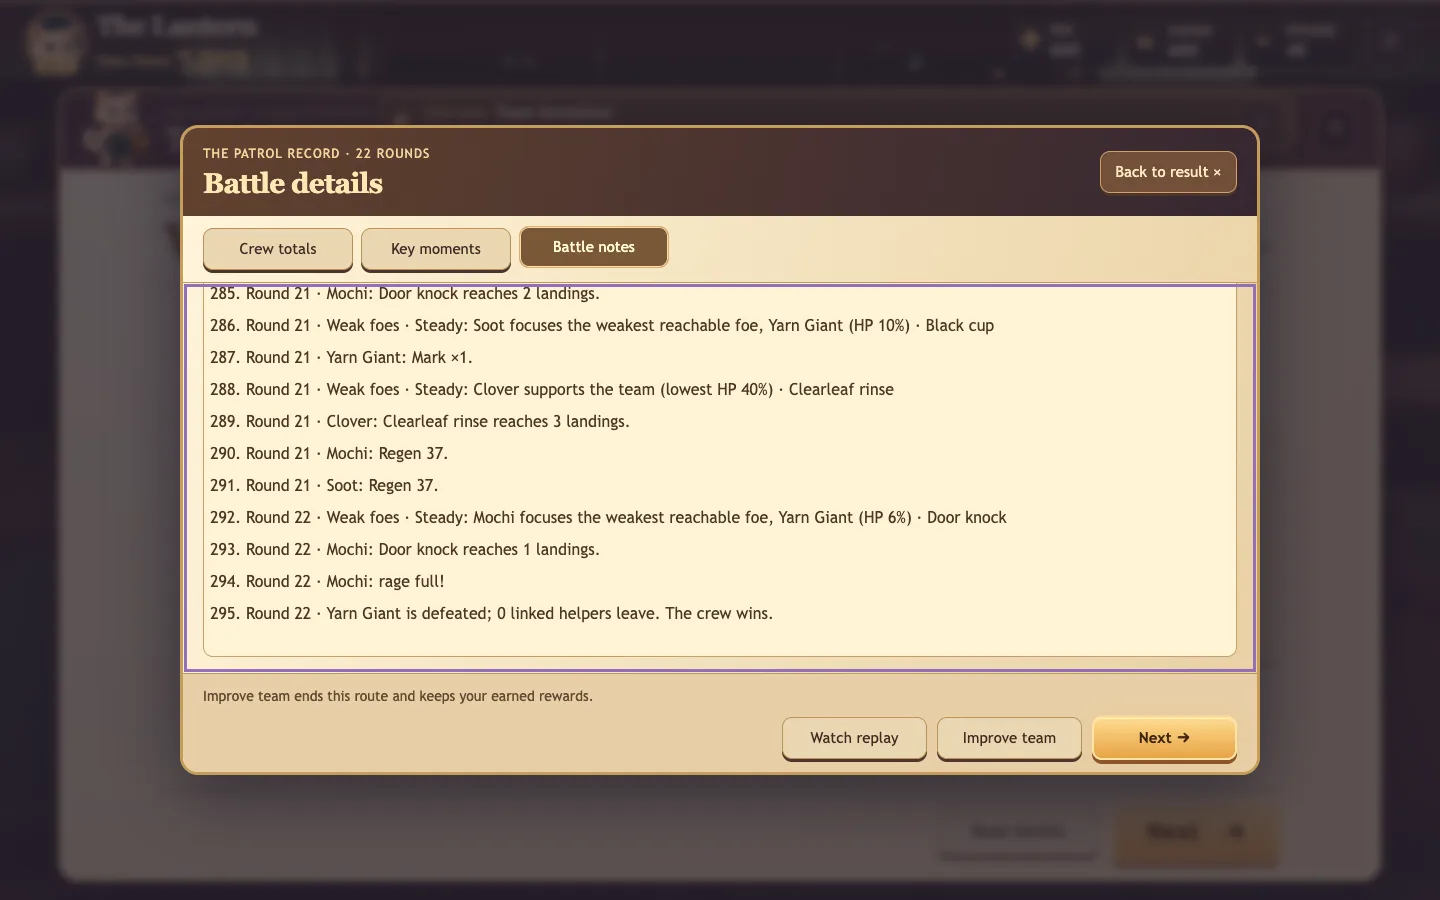 The Lantern
THE PATROL RECORD · 22 ROUNDS
Battle details
Back to result ×
Crew totals
Key moments
Battle notes
285. Round 21 · Mochi: Door knock reaches 2 landings.
286. Round 21 · Weak foes · Steady: Soot focuses the weakest reachable foe, Yarn Giant (HP 10%) · Black cup
287. Round 21 · Yarn Giant: Mark ×1.
288. Round 21 · Weak foes · Steady: Clover supports the team (lowest HP 40%) · Clearleaf rinse
289. Round 21 · Clover: Clearleaf rinse reaches 3 landings.
290. Round 21 · Mochi: Regen 37.
291. Round 21 · Soot: Regen 37.
292. Round 22 · Weak foes · Steady: Mochi focuses the weakest reachable foe, Yarn Giant (HP 6%) · Door knock
293. Round 22 · Mochi: Door knock reaches 1 landings.
294. Round 22 · Mochi: rage full!
295. Round 22 · Yarn Giant is defeated; 0 linked helpers leave. The crew wins.
Improve team ends this route and keeps your earned rewards.
Watch replay
Improve team
Next →
Next →